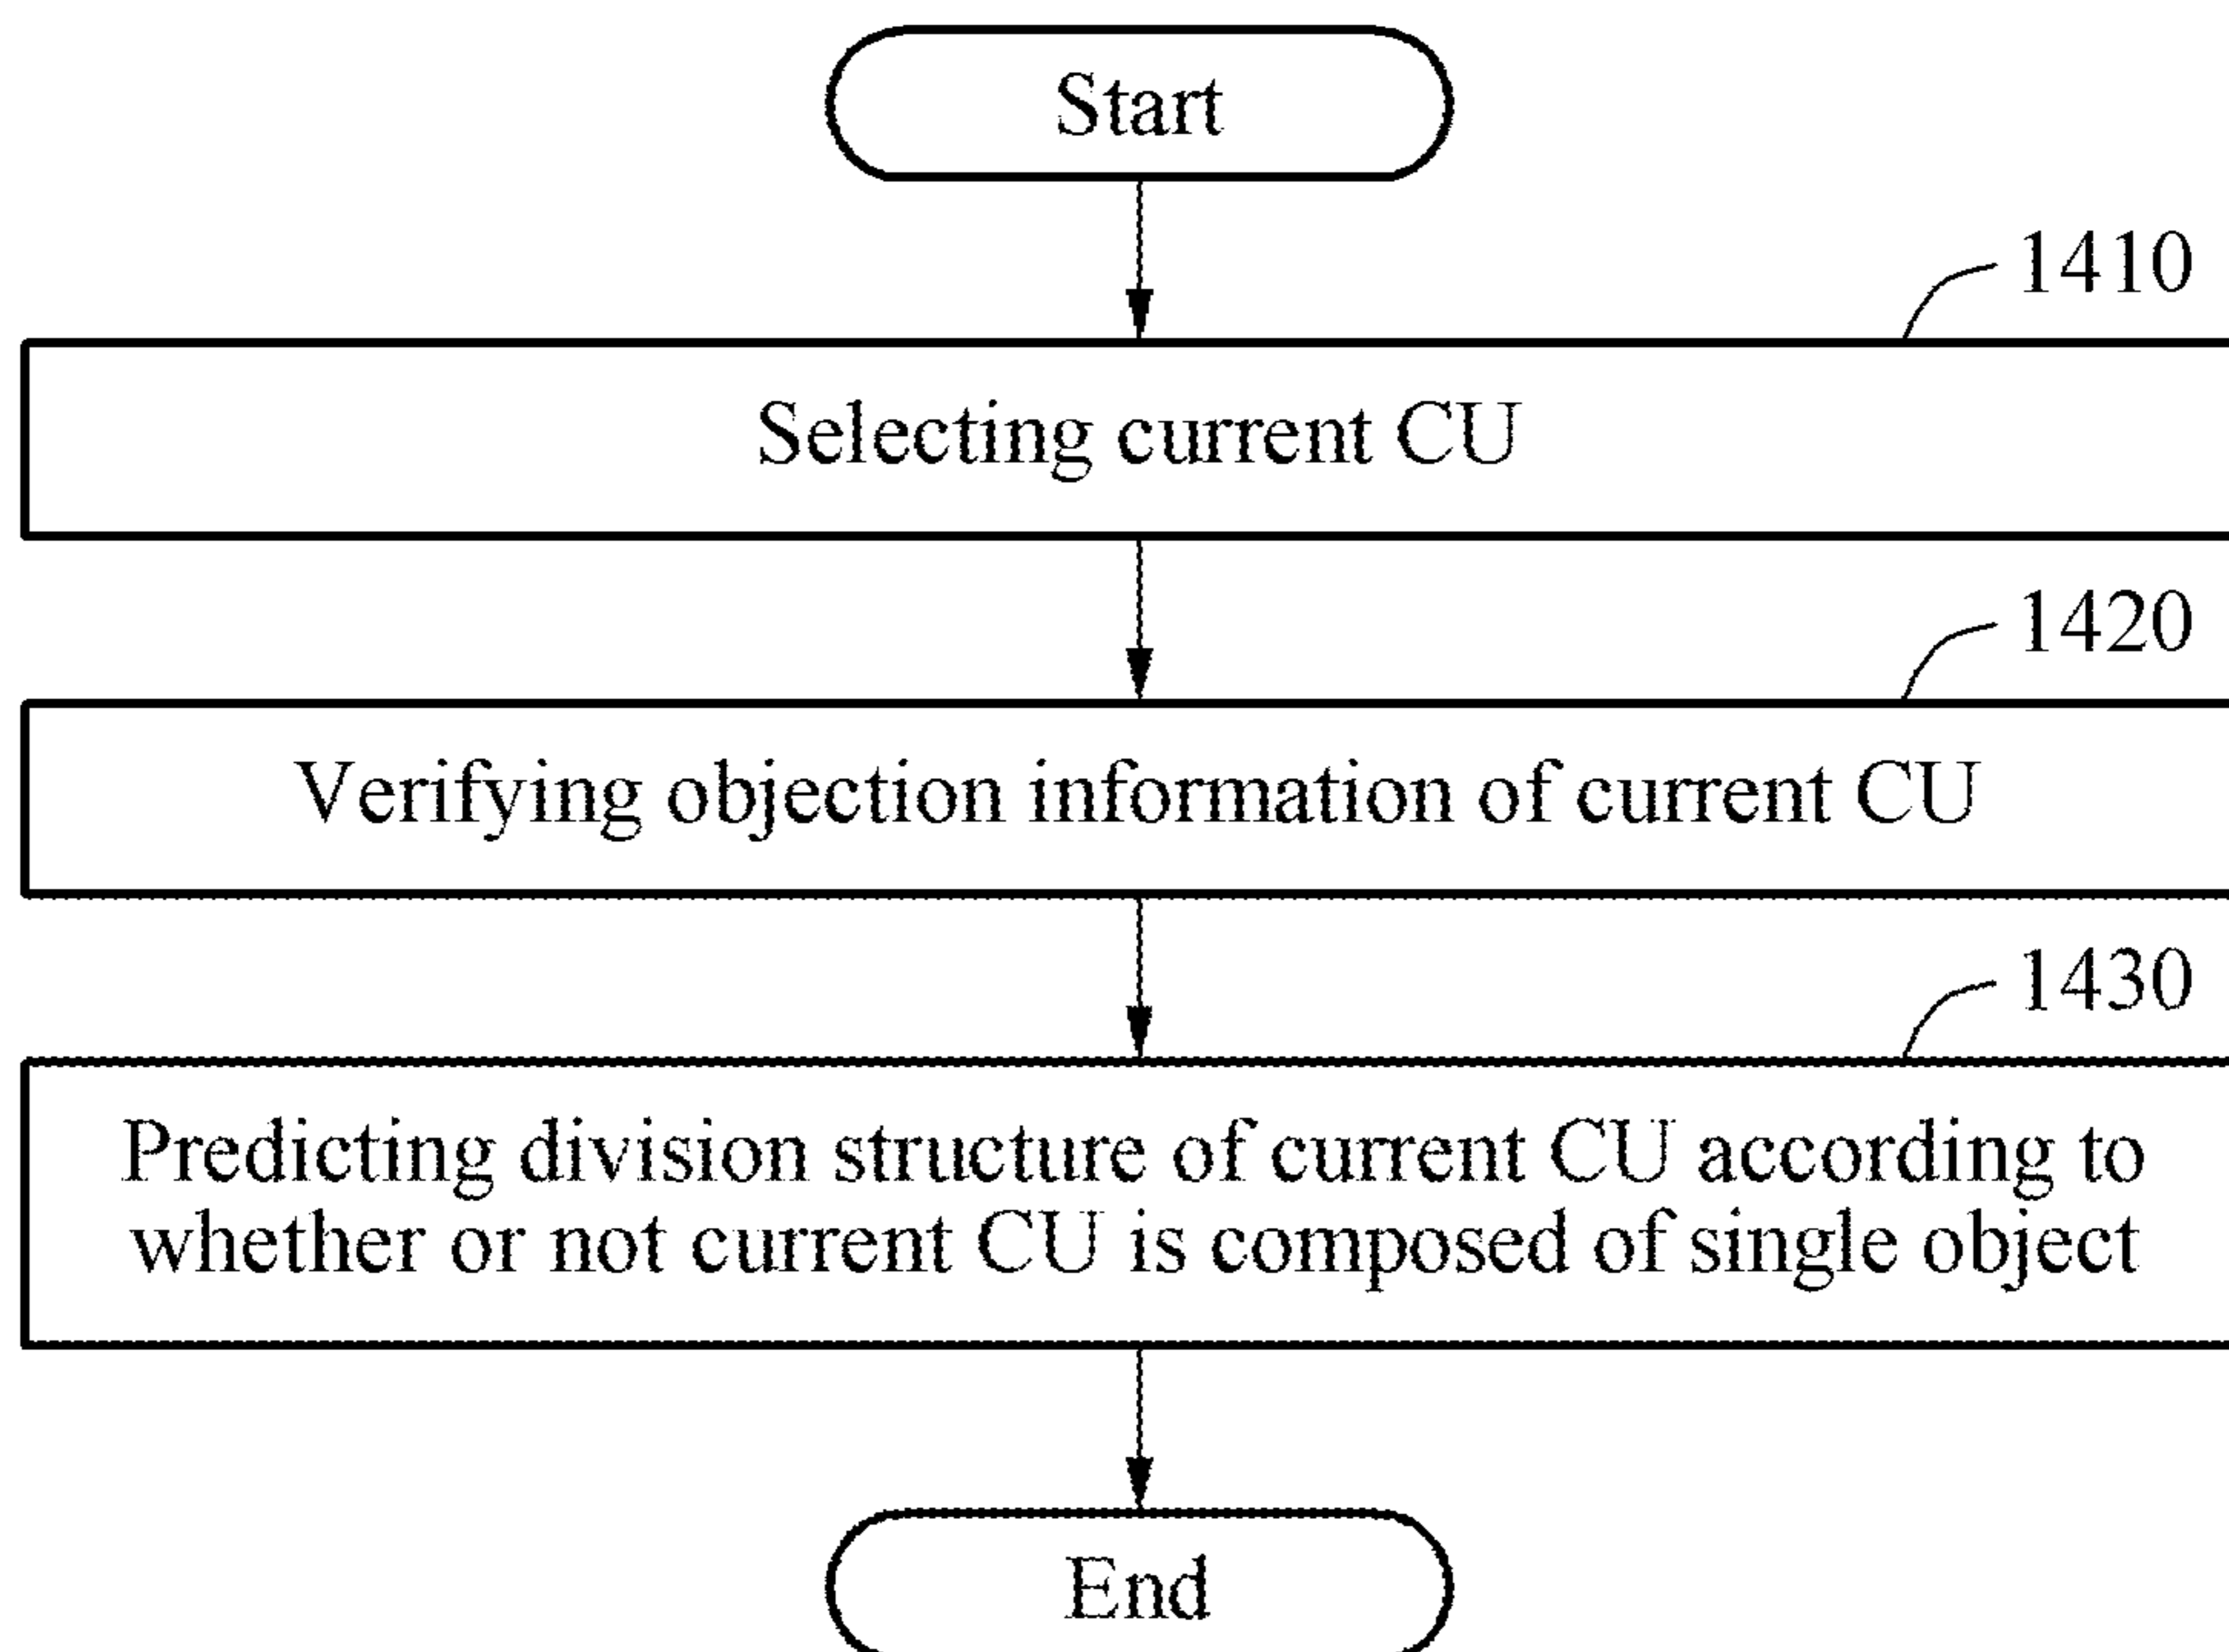 Start
1410
Selecting current CU
1420
Verifying objection information of current CU
1430
Predicting division structure of current CU according to
whether or not current CU is composed of single object
End